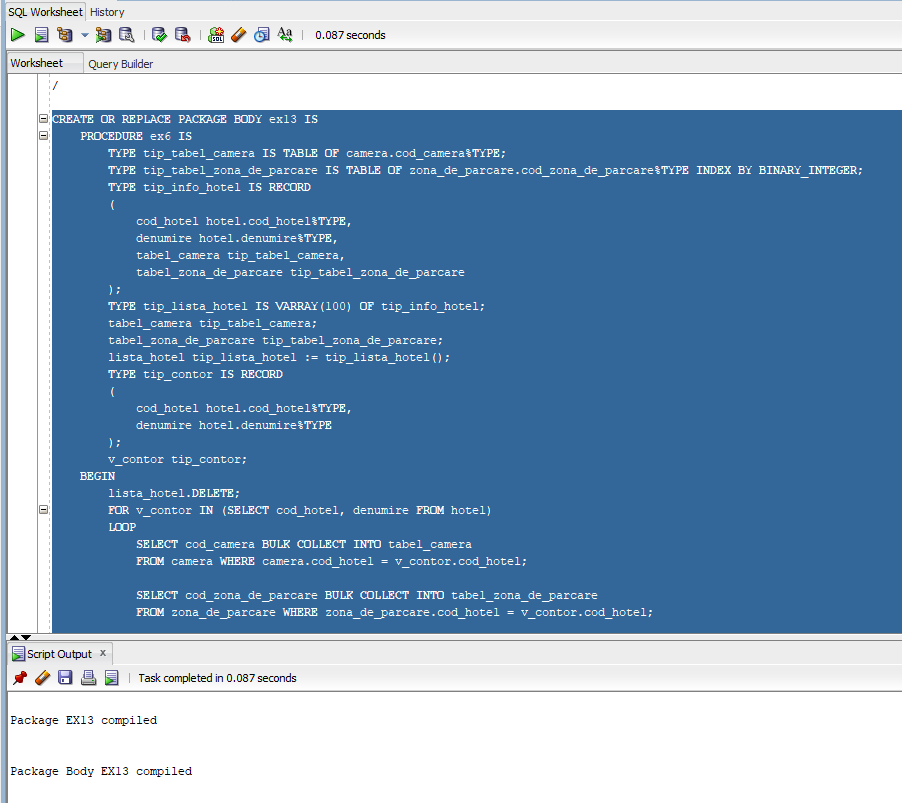 SQL Worksheet History
0.087 seconds
Worksheet Query Builder
/
CREATE OR REPLACE PACKAGE BODY ex13 IS
    PROCEDURE ex6 IS
        TYPE tip_tabel_camera IS TABLE OF camera.cod_camera%TYPE;
        TYPE tip_tabel_zona_de_parcare IS TABLE OF zona_de_parcare.cod_zona_de_parcare%TYPE INDEX BY BINARY_INTEGER;
        TYPE tip_info_hotel IS RECORD
        (
            cod_hotel hotel.cod_hotel%TYPE,
            denumire hotel.denumire%TYPE,
            tabel_camera tip_tabel_camera,
            tabel_zona_de_parcare tip_tabel_zona_de_parcare
        );
        TYPE tip_lista_hotel IS VARRAY(100) OF tip_info_hotel;
        tabel_camera tip_tabel_camera;
        tabel_zona_de_parcare tip_tabel_zona_de_parcare;
        lista_hotel tip_lista_hotel := tip_lista_hotel();
        TYPE tip_contor IS RECORD
        (
            cod_hotel hotel.cod_hotel%TYPE,
            denumire hotel.denumire%TYPE
        );
        v_contor tip_contor;
    BEGIN
        lista_hotel.DELETE;
        FOR v_contor IN (SELECT cod_hotel, denumire FROM hotel)
        LOOP
            SELECT cod_camera BULK COLLECT INTO tabel_camera
            FROM camera WHERE camera.cod_hotel = v_contor.cod_hotel;
            SELECT cod_zona_de_parcare BULK COLLECT INTO tabel_zona_de_parcare
            FROM zona_de_parcare WHERE zona_de_parcare.cod_hotel = v_contor.cod_hotel;
Script Output x
Task completed in 0.087 seconds
Package EX13 compiled
Package Body EX13 compiled